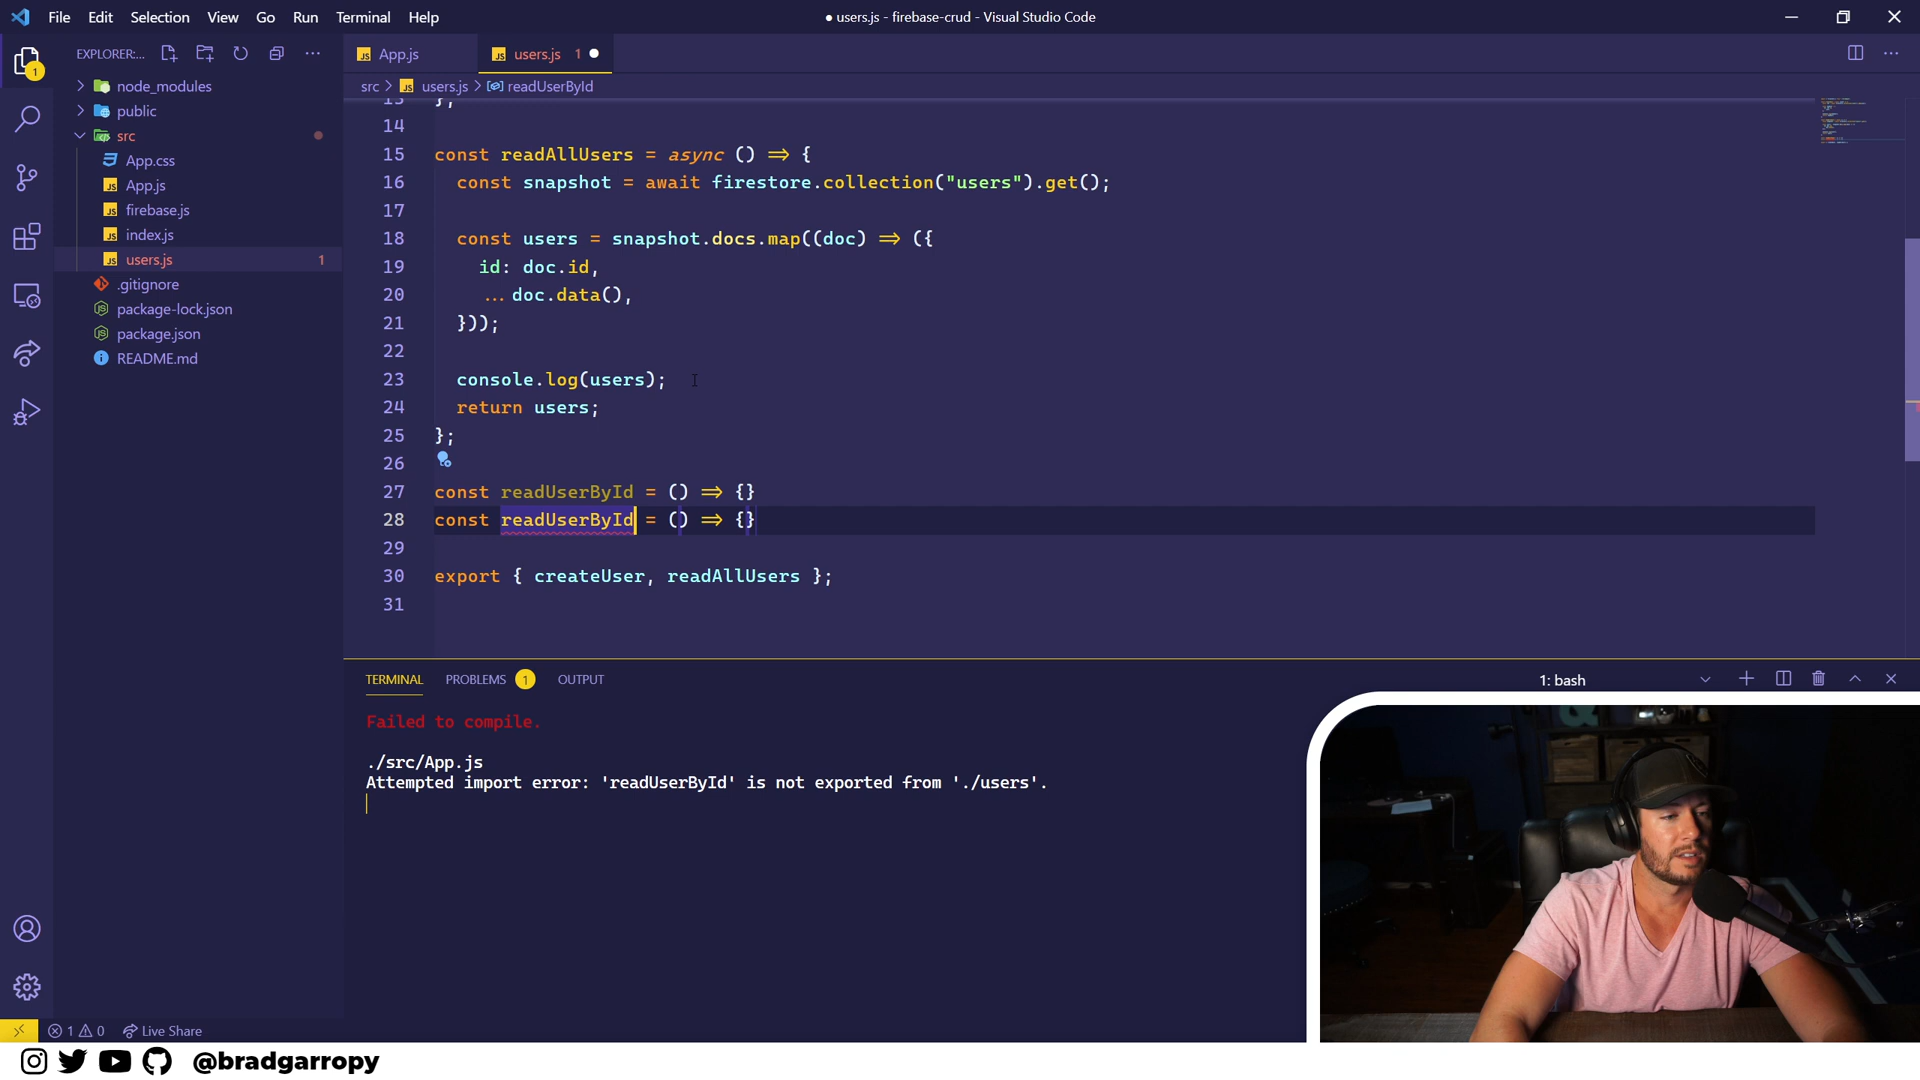 File Edit Selection View Go Run Terminal Help
● users.js - firebase-crud - Visual Studio Code
EXPLORER:...
App.js
users.js 1
src > users.js > readUserById
node_modules
public
src
App.css
App.js
firebase.js
index.js
users.js 1
.gitignore
package-lock.json
package.json
README.md
1
13 };
14
15 const readAllUsers = async () => {
16 const snapshot = await firestore.collection("users").get();
17
18 const users = snapshot.docs.map((doc) => ({
19 id: doc.id,
20 ...doc.data(),
21 }));
22
23 console.log(users);
24 return users;
25 };
26
27 const readUserById = () => {}
28 const readUserById = () => {}
29
30 export { createUser, readAllUsers };
31
TERMINAL PROBLEMS 1 OUTPUT
1: bash
Failed to compile.
./src/App.js
Attempted import error: 'readUserById' is not exported from './users'.
1 0 Live Share
@bradgarropy